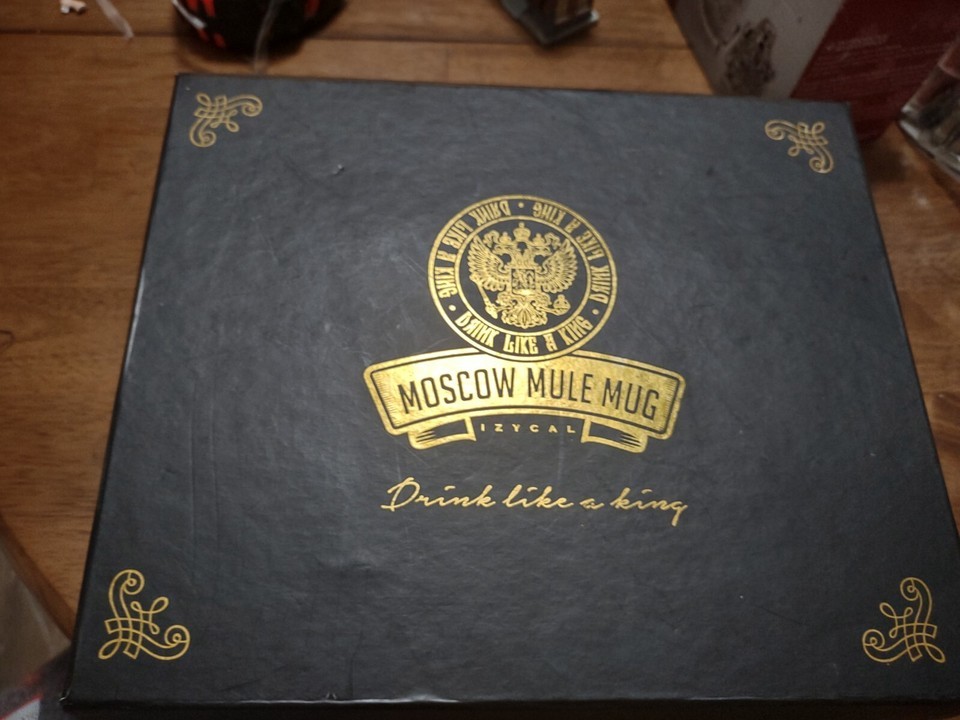 DRINK LIKE A KING • DRINK LIKE A KING • DRINK LIKE A KING •
MOSCOW MULE MUG
IZYCAL
Drink like a king